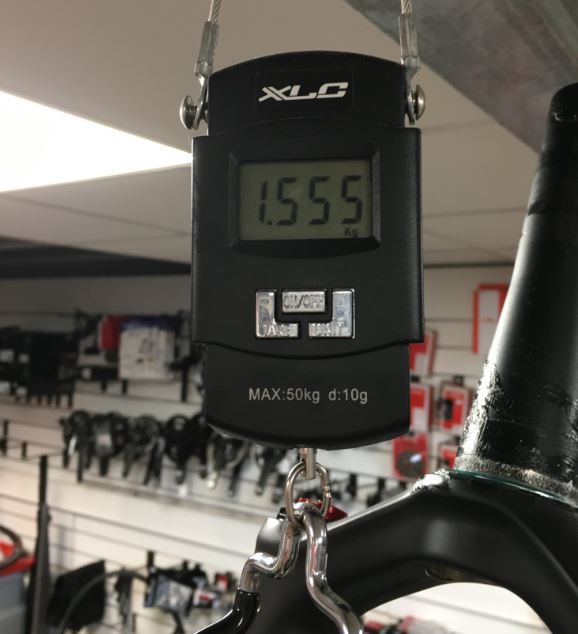 XLC
1.555
Kg
ON/OFF
TARE UNIT
MAX:50kg d:10g